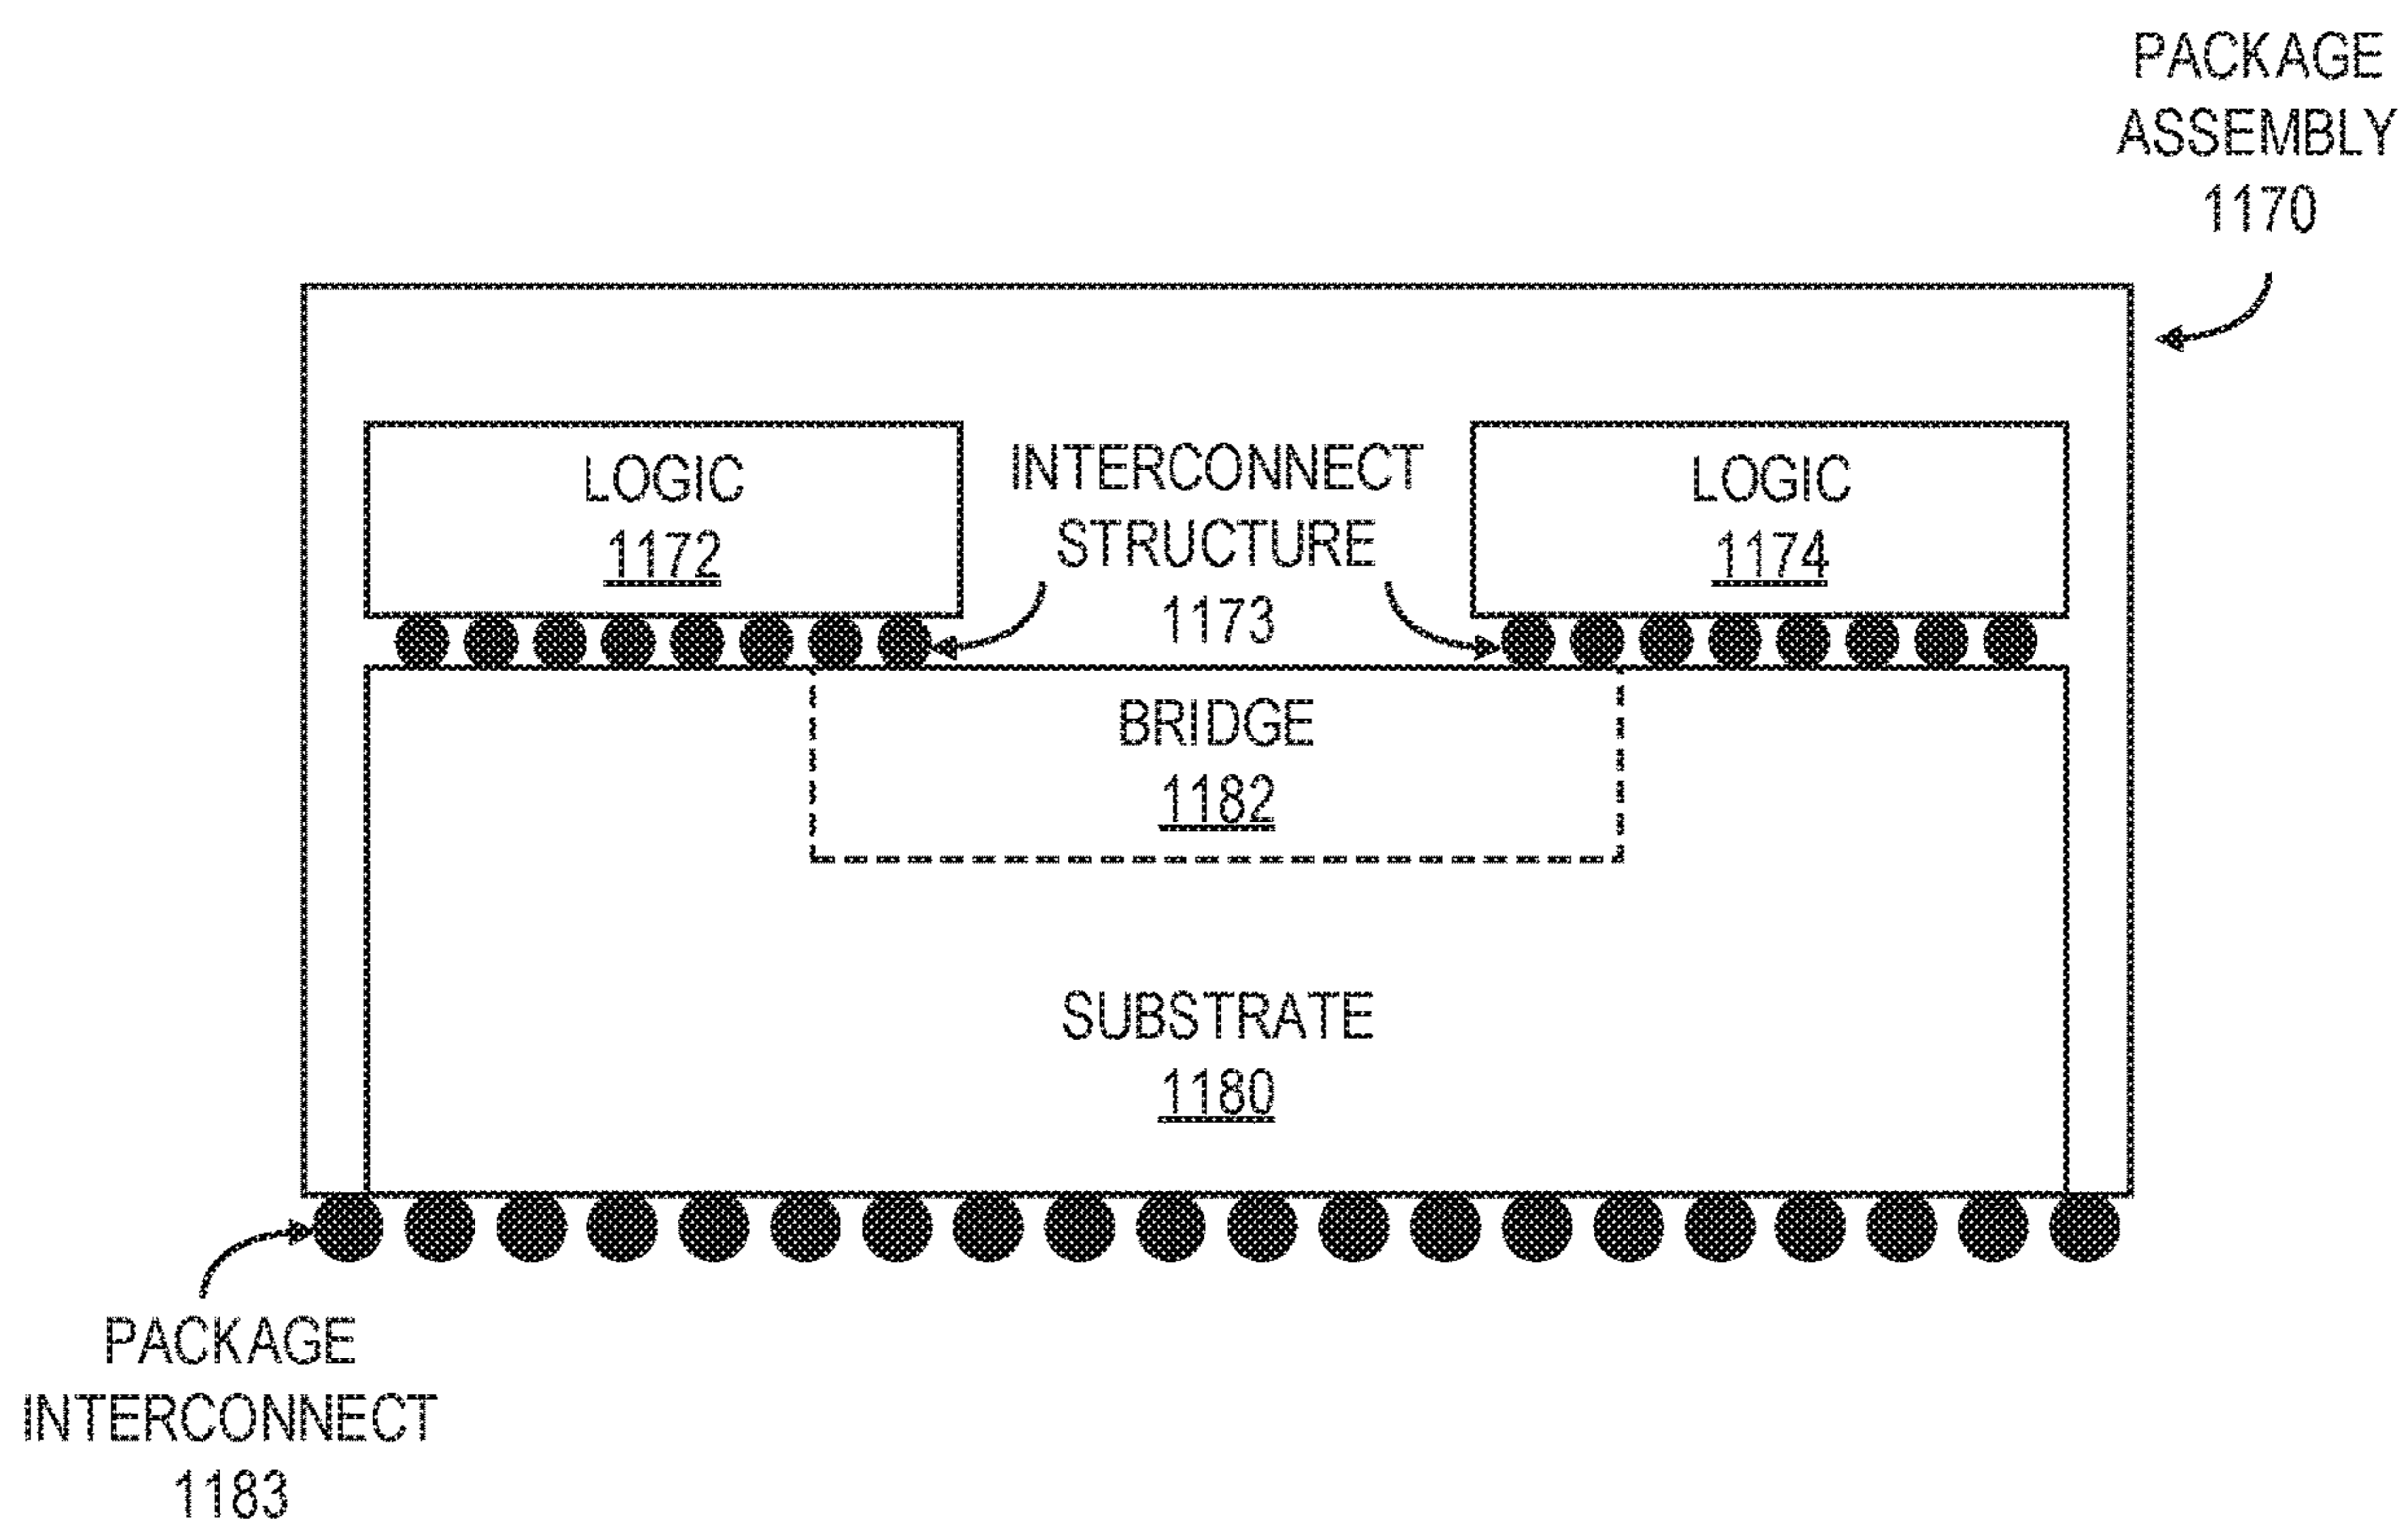 PACKAGE
ASSEMBLY
1170
LOGIC
1172
INTERCONNECT
STRUCTURE
1173
LOGIC
1174
BRIDGE
1182
SUBSTRATE
1180
PACKAGE
INTERCONNECT
1183